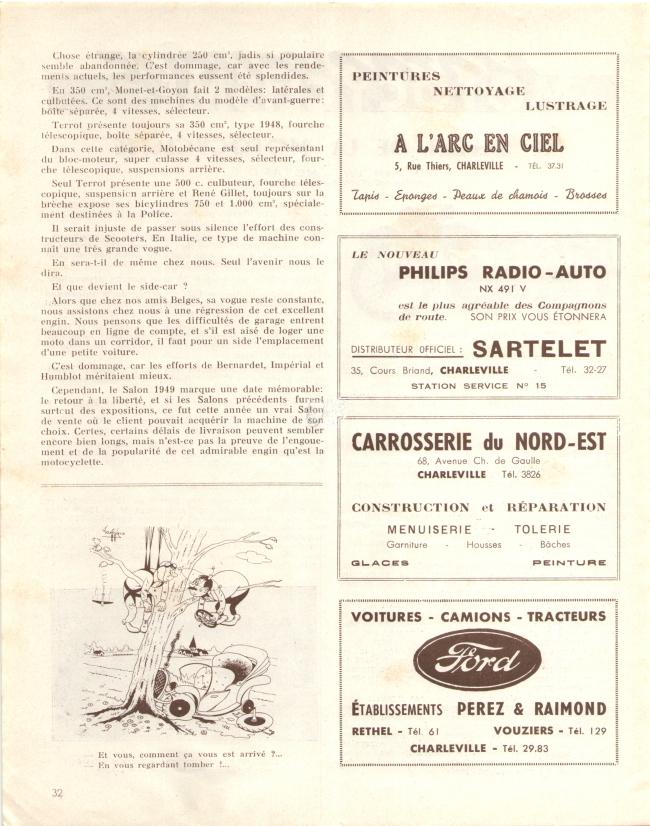 Chose étrange, la cylindrée 250 cm³, jadis si populaire
semble abandonnée. C'est dommage, car avec les rende-
ments actuels, les performances eussent été splendides.
En 350 cm³, Monet-et-Goyon fait 2 modèles: latérales et
culbutées. Ce sont des machines du modèle d'avant-guerre:
boîte séparée, 4 vitesses, sélecteur.
Terrot présente toujours sa 350 cm³, type 1948, fourche
télescopique, boîte séparée, 4 vitesses, sélecteur.
Dans cette catégorie, Motobécane est seul représentant
du bloc-moteur, super culasse 4 vitesses, sélecteur, four-
che télescopique, suspensions arrière.
Seul Terrot présente une 500 c. culbuteur, fourche téles-
copique, suspension arrière et René Gillet, toujours sur la
brèche expose ses bicylindres 750 et 1.000 cm³, spéciale-
ment destinées à la Police.
Il serait injuste de passer sous silence l'effort des cons-
tructeurs de Scooters, En Italie, ce type de machine con-
naît une très grande vogue.
En sera-t-il de même chez nous. Seul l'avenir nous le
dira.
Et que devient le side-car ?
Alors que chez nos amis Belges, sa vogue reste constante,
nous assistons chez nous à une régression de cet excellent
engin. Nous pensons que les difficultés de garage entrent
beaucoup en ligne de compte, et s'il est aisé de loger une
moto dans un corridor, il faut pour un side l'emplacement
d'une petite voiture.
C'est dommage, car les efforts de Bernardet, Impérial et
Humblot méritaient mieux.
Cependant, le Salon 1949 marque une date mémorable:
le retour à la liberté, et si les Salons précédents furent
surtout des expositions, ce fut cette année un vrai Salon
de vente où le client pouvait acquérir la machine de son
choix. Certes, certains délais de livraison peuvent sembler
encore bien longs, mais n'est-ce pas la preuve de l'engoue-
ment et de la popularité de cet admirable engin qu'est la
motocyclette.
— Et vous, comment ça vous est arrivé ?...
— En vous regardant tomber !...
32
PEINTURES
NETTOYAGE
LUSTRAGE
A L'ARC EN CIEL
5, Rue Thiers, CHARLEVILLE - TÉL. 37.31
Tapis - Eponges - Peaux de chamois - Brosses
LE NOUVEAU
PHILIPS RADIO-AUTO
NX 491 V
est le plus agréable des Compagnons
de route. SON PRIX VOUS ÉTONNERA
DISTRIBUTEUR OFFICIEL : SARTELET
35, Cours Briand, CHARLEVILLE - Tél. 32-27
STATION SERVICE N° 15
CARROSSERIE du NORD-EST
68, Avenue Ch. de Gaulle
CHARLEVILLE Tél. 3826
CONSTRUCTION et RÉPARATION
MENUISERIE - TOLERIE
Garniture - Housses - Bâches
GLACES PEINTURE
VOITURES - CAMIONS - TRACTEURS
Ford
ÉTABLISSEMENTS PEREZ & RAIMOND
RETHEL - Tél. 61 VOUZIERS - Tél. 129
CHARLEVILLE - Tél. 29.83